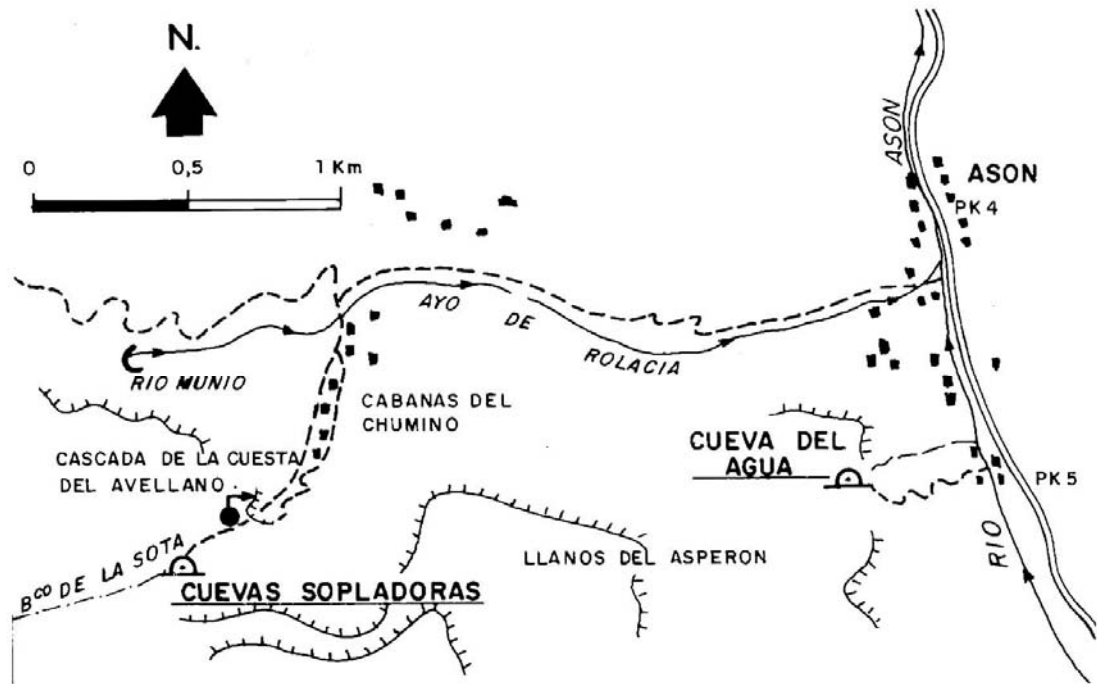 N.
0
0,5
1 Km
ASON
ASON
PK 4
AYO
DE
ROLACIA
RIO MUNIO
CABANAS DEL
CHUMINO
CASCADA DE LA CUESTA
DEL AVELLANO
CUEVA DEL
AGUA
PK 5
RIO
LLANOS DEL ASPERON
Bco DE LA SOTA
CUEVAS SOPLADORAS